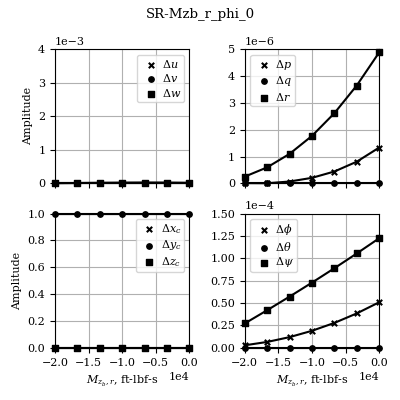 SR-Mzb_r_phi_0
1e−3
4
3
2
1
0
Amplitude
Δu
Δv
Δw
1e−6
5
4
3
2
1
0
Δp
Δq
Δr
1.0
0.8
0.6
0.4
0.2
0.0
Amplitude
Δx_c
Δy_c
Δz_c
−2.0 −1.5 −1.0 −0.5 0.0
1e4
M_{z_b,r}, ft-lbf-s
1e−4
1.50
1.25
1.00
0.75
0.50
0.25
0.00
Δϕ
Δθ
Δψ
−2.0 −1.5 −1.0 −0.5 0.0
1e4
M_{z_b,r}, ft-lbf-s